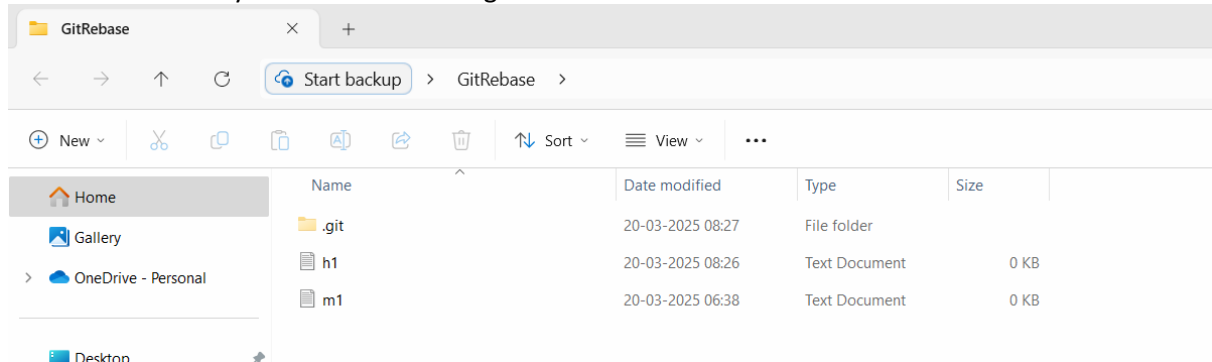 GitRebase
Start backup > GitRebase >
New Sort View ...
Name Date modified Type Size
Home
.git 20-03-2025 08:27 File folder
Gallery
h1 20-03-2025 08:26 Text Document 0 KB
OneDrive - Personal
m1 20-03-2025 06:38 Text Document 0 KB
Desktop